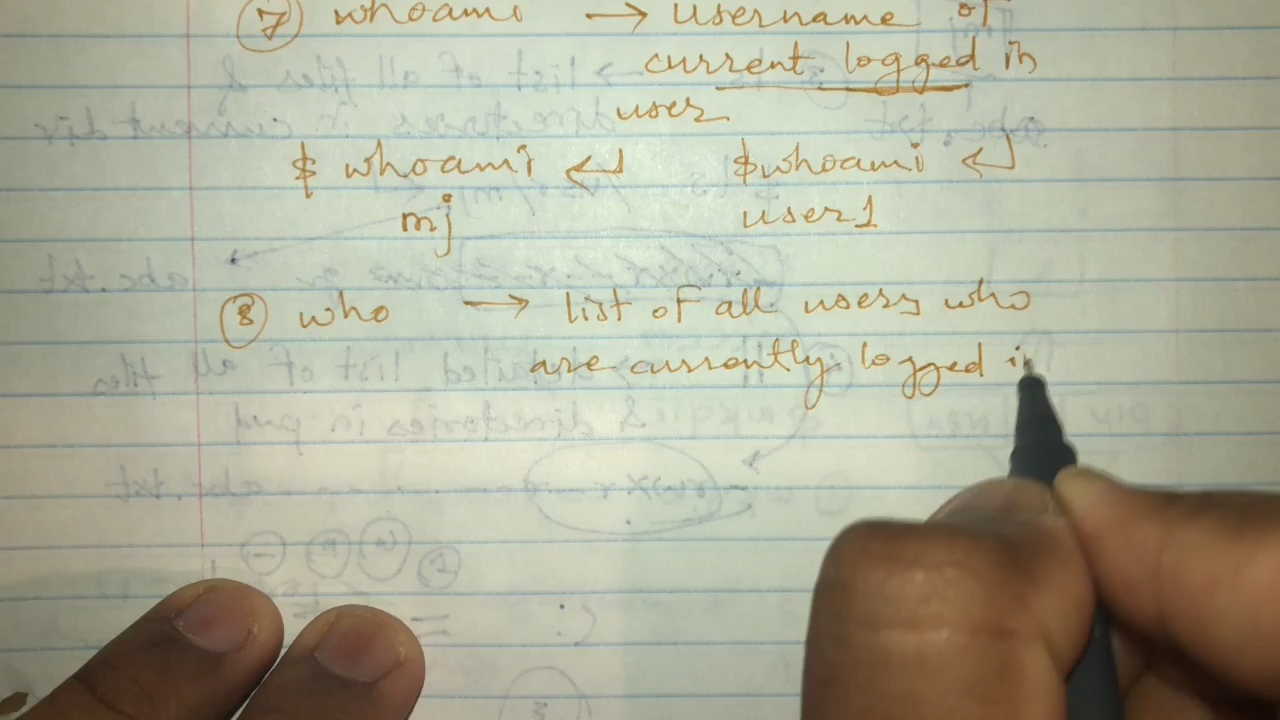 ⑦ whoami → username of
current logged in
user
$ whoami ↵ $whoami ↵
mj user1
⑧ who → list of all users who
are currently logged in